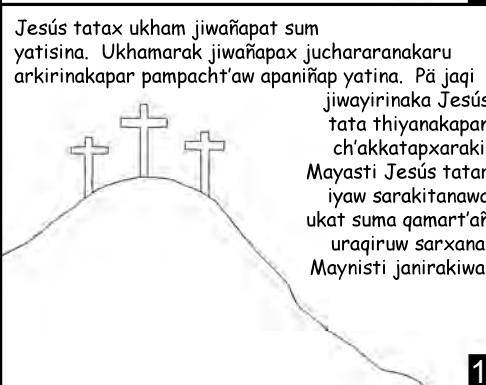 Jesús tatax ukham jiwañapat sum
yatisina. Ukhamarak jiwañapax juchararanakaru
arkirinakapar pampacht'aw apaniñap yatina. Pä jaqi
jiwayirinaka Jesús
tata thiyanakapar
ch'akkatapxaraki
Mayasti Jesús tatar
iyaw sarakitanawa
ukat suma qamart'añ
uraqiruw sarxana
Maynisti janirakiwa
1